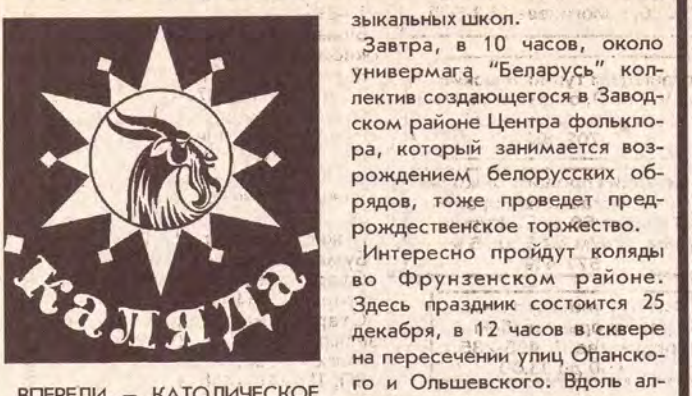 каляда
ВПЕРЕДИ — КАТОЛИЧЕСКОЕ
зыкальных школ.
Завтра, в 10 часов, около
универмага "Беларусь" кол-
лектив создающегося в Завод-
ском районе Центра фолькло-
ра, который занимается воз-
рождением белорусских об-
рядов, тоже проведет пред-
рождественское торжество.
Интересно пройдут коляды
во Фрунзенском районе.
Здесь праздник состоится 25
декабря, в 12 часов в сквере
на пересечении улиц Опанско-
го и Ольшевского. Вдоль ал-